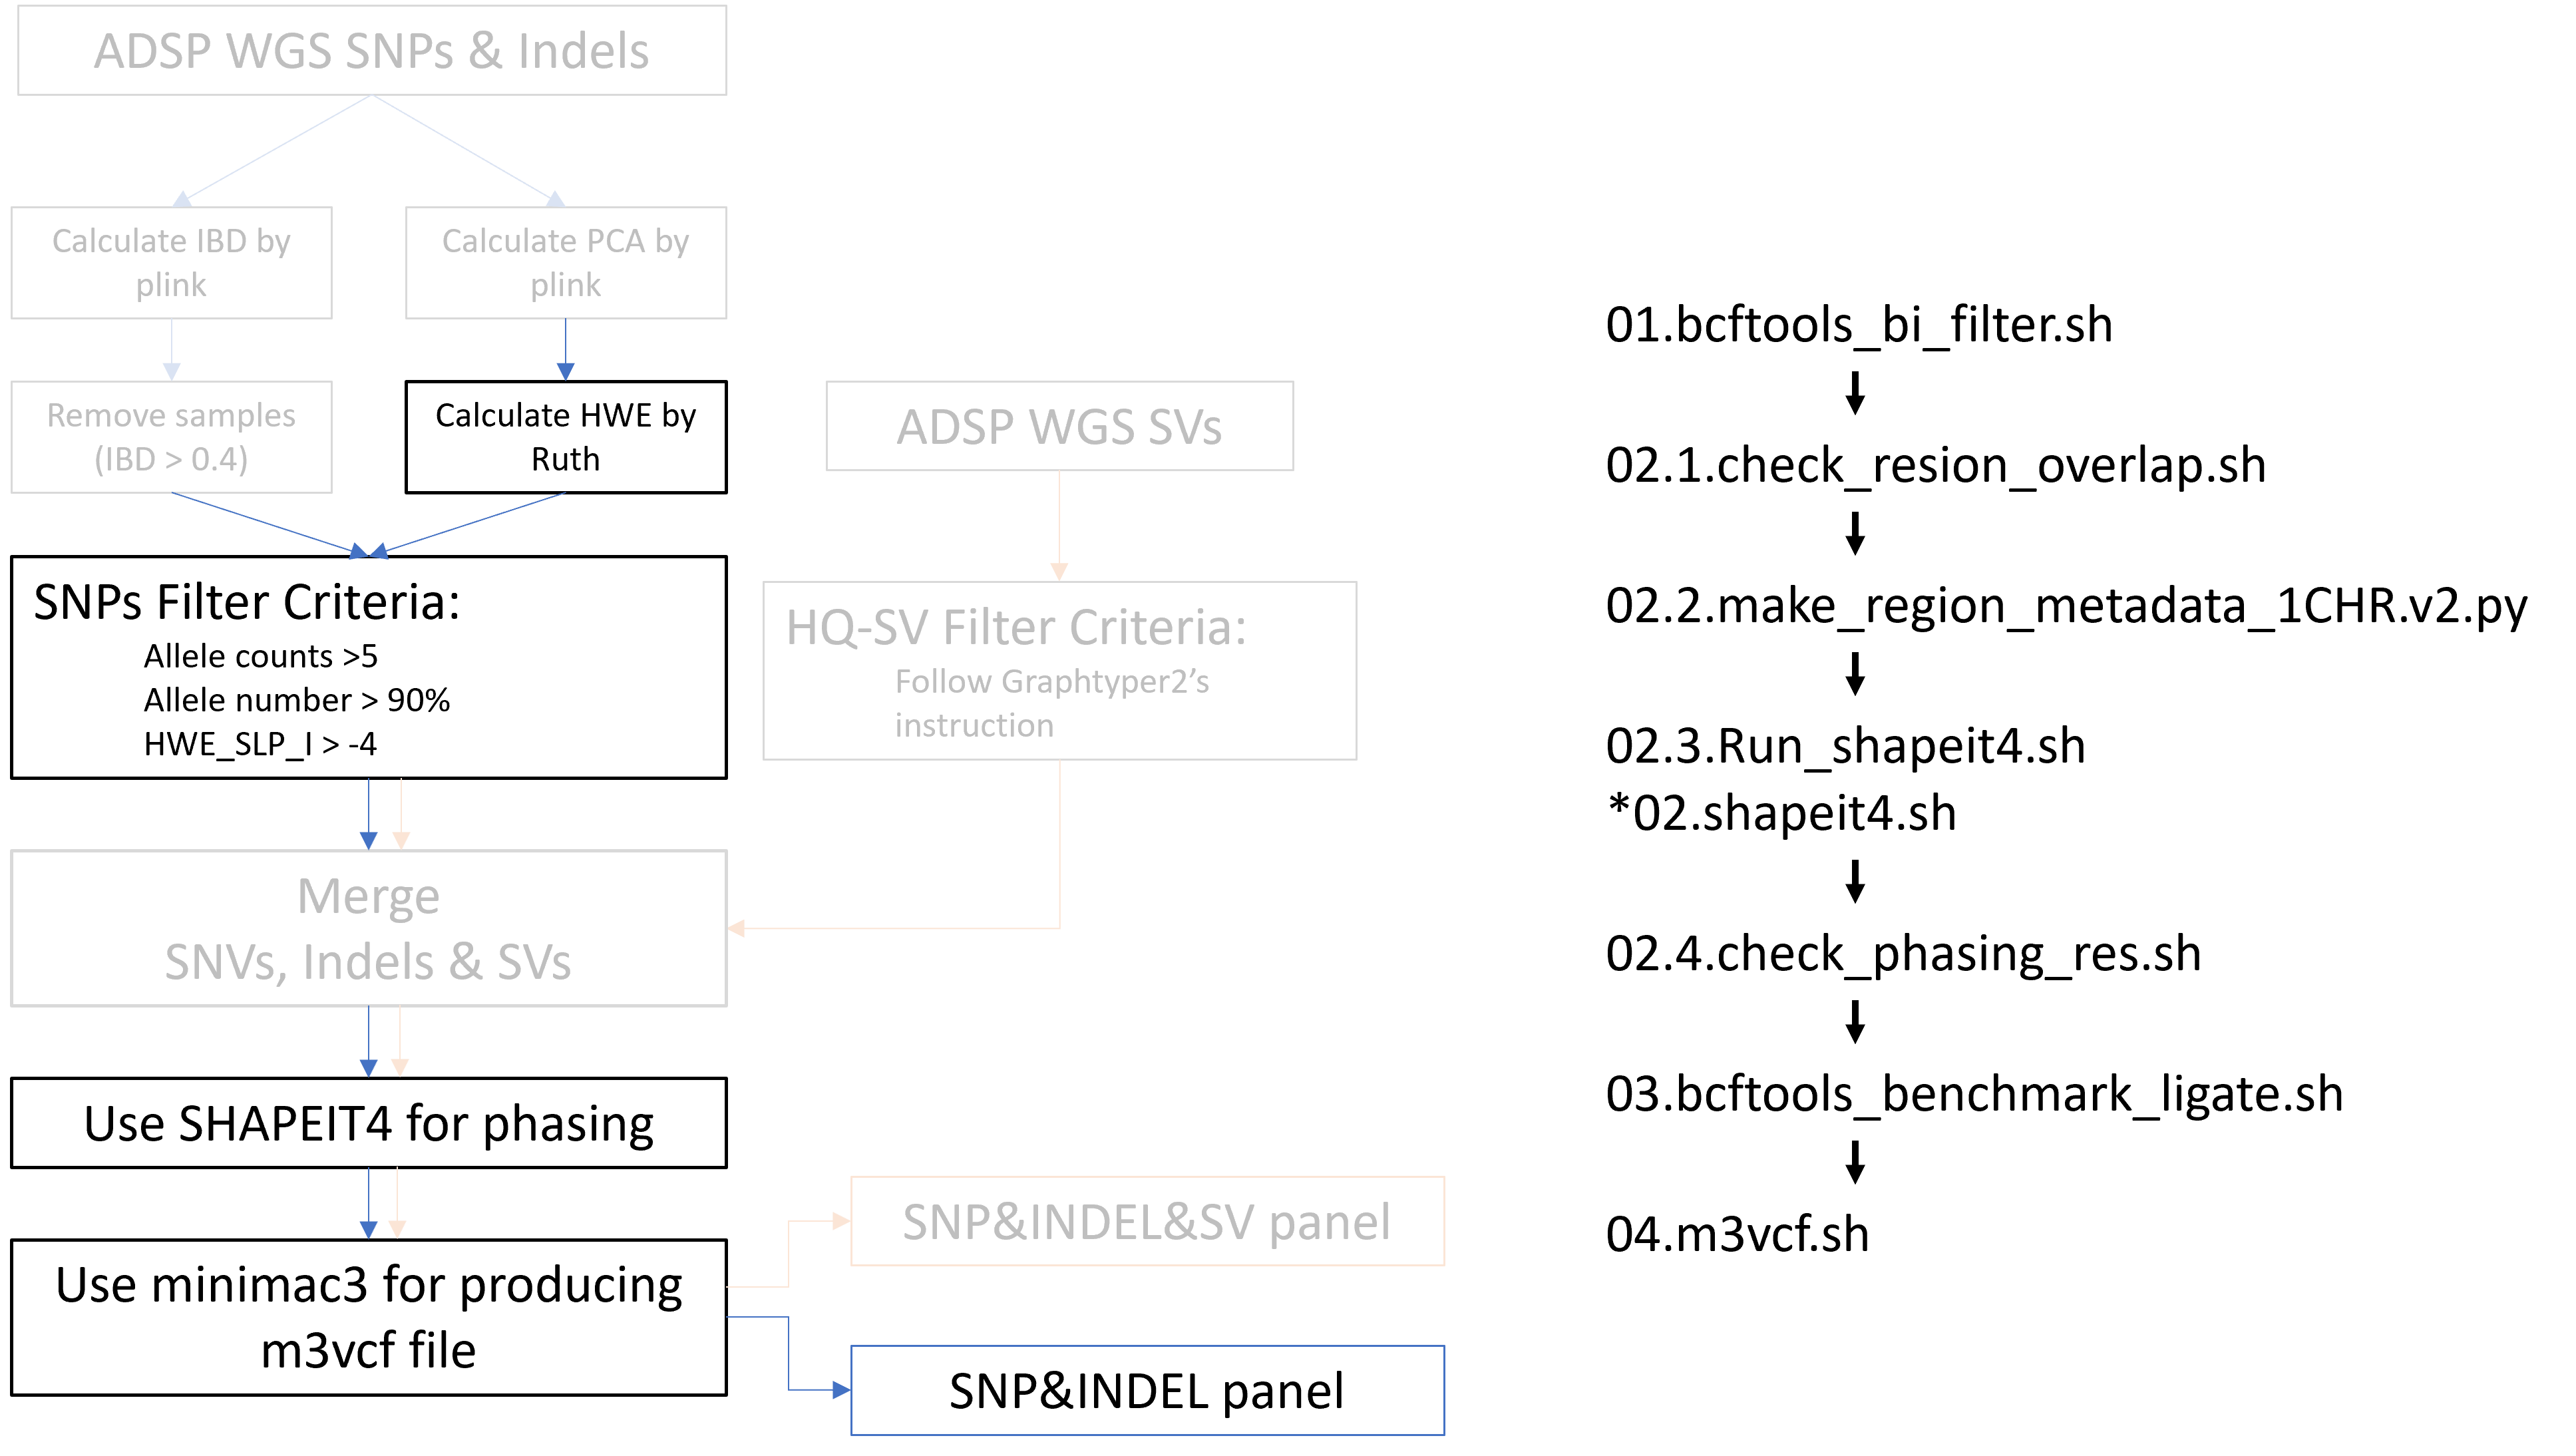 ADSP WGS SNPs & Indels
Calculate IBD by
plink
Calculate PCA by
plink
Remove samples
(IBD > 0.4)
Calculate HWE by
Ruth
ADSP WGS SVs
SNPs Filter Criteria:
Allele counts >5
Allele number > 90%
HWE_SLP_I > -4
HQ-SV Filter Criteria:
Follow Graphtyper2’s
instruction
Merge
SNVs, Indels & SVs
Use SHAPEIT4 for phasing
Use minimac3 for producing
m3vcf file
SNP&INDEL&SV panel
SNP&INDEL panel
01.bcftools_bi_filter.sh
02.1.check_resion_overlap.sh
02.2.make_region_metadata_1CHR.v2.py
02.3.Run_shapeit4.sh
*02.shapeit4.sh
02.4.check_phasing_res.sh
03.bcftools_benchmark_ligate.sh
04.m3vcf.sh